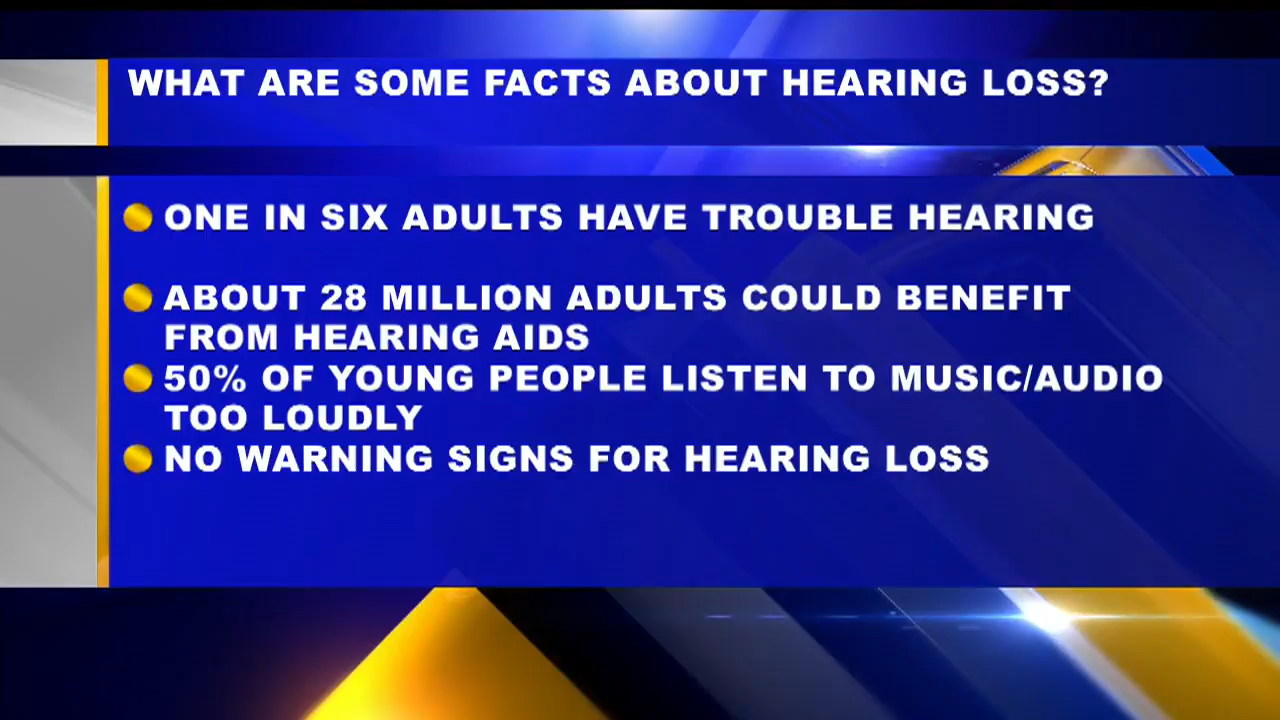 WHAT ARE SOME FACTS ABOUT HEARING LOSS?
ONE IN SIX ADULTS HAVE TROUBLE HEARING
ABOUT 28 MILLION ADULTS COULD BENEFIT
FROM HEARING AIDS
50% OF YOUNG PEOPLE LISTEN TO MUSIC/AUDIO
TOO LOUDLY
NO WARNING SIGNS FOR HEARING LOSS